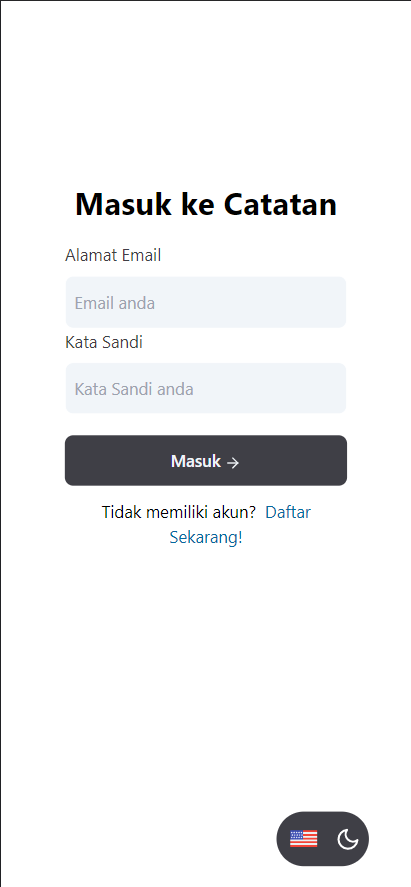 Masuk ke Catatan
Alamat Email
Email anda
Kata Sandi
Kata Sandi anda
Masuk →
Tidak memiliki akun? Daftar
Sekarang!